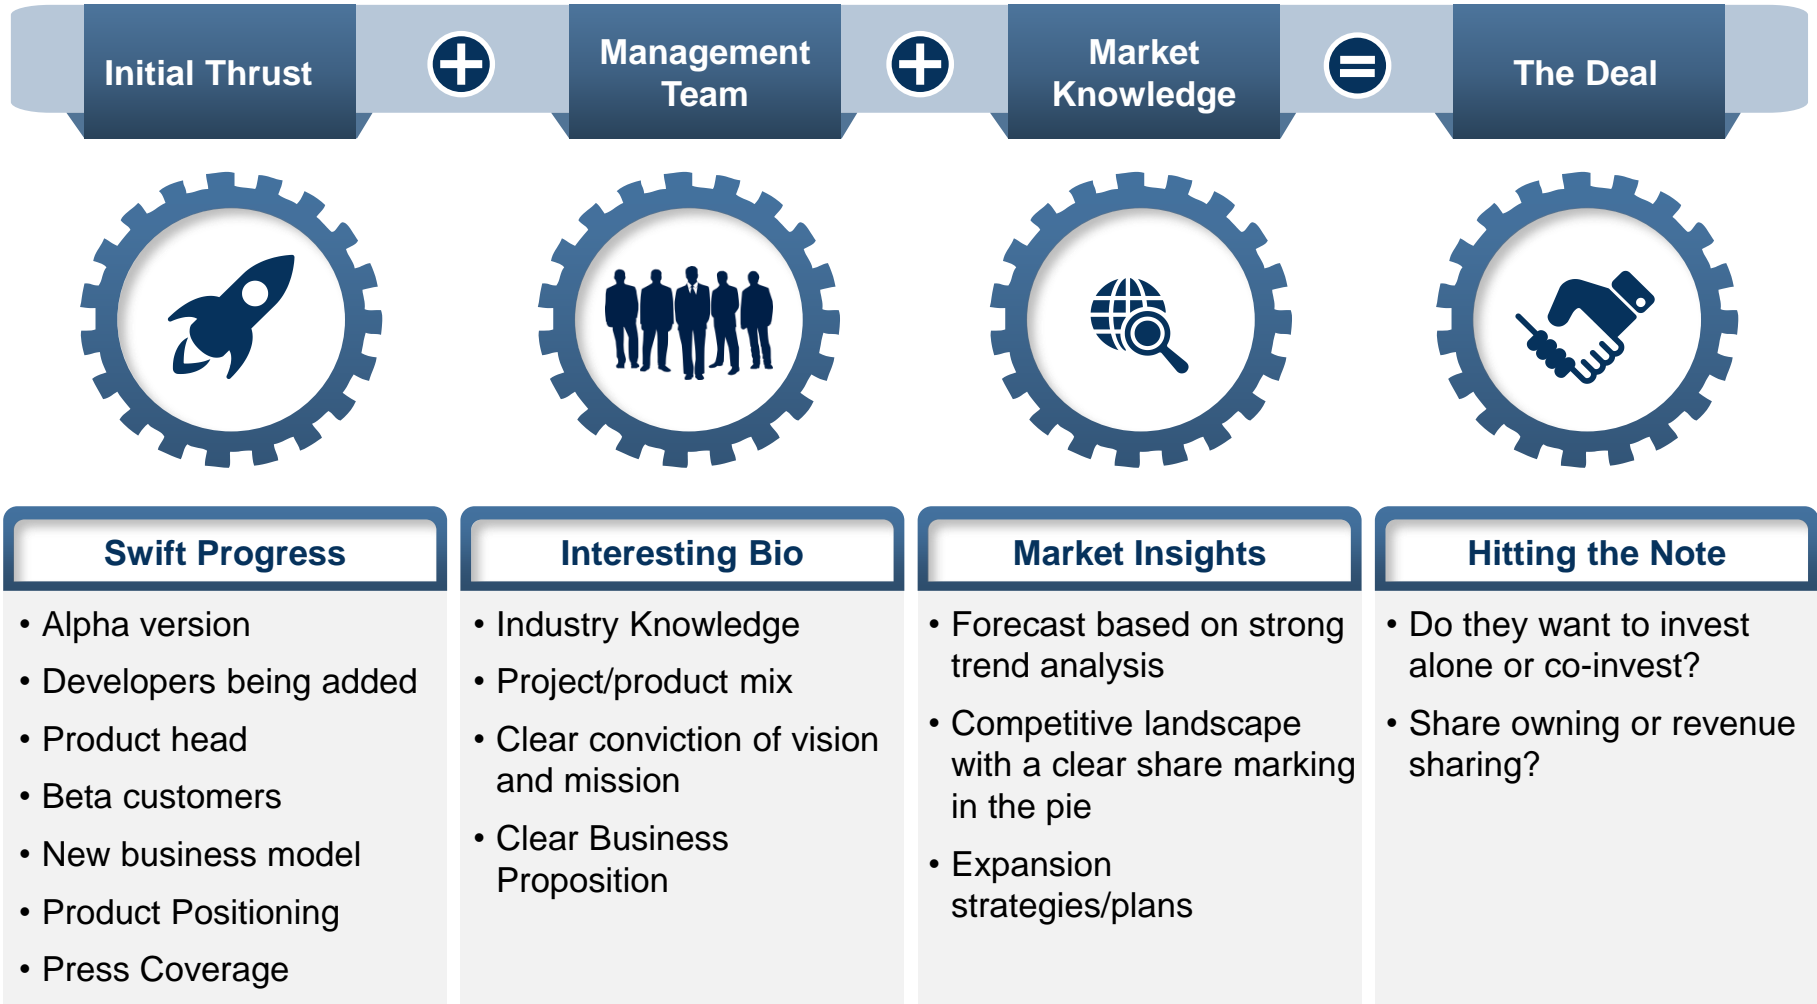 Initial Thrust
Management
Team
Market
Knowledge
The Deal
Swift Progress
• Alpha version
• Developers being added
• Product head
• Beta customers
• New business model
• Product Positioning
• Press Coverage
Interesting Bio
• Industry Knowledge
• Project/product mix
• Clear conviction of vision
and mission
• Clear Business
Proposition
Market Insights
• Forecast based on strong
trend analysis
• Competitive landscape
with a clear share marking
in the pie
• Expansion
strategies/plans
Hitting the Note
• Do they want to invest
alone or co-invest?
• Share owning or revenue
sharing?